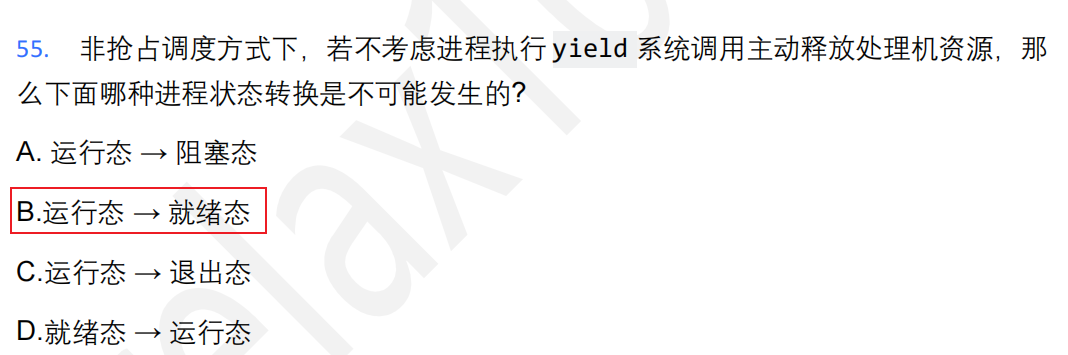 55. 非抢占调度方式下，若不考虑进程执行 yield 系统调用主动释放处理机资源，那
么下面哪种进程状态转换是不可能发生的?
A. 运行态 → 阻塞态
B.运行态 → 就绪态
C.运行态 → 退出态
D.就绪态 → 运行态